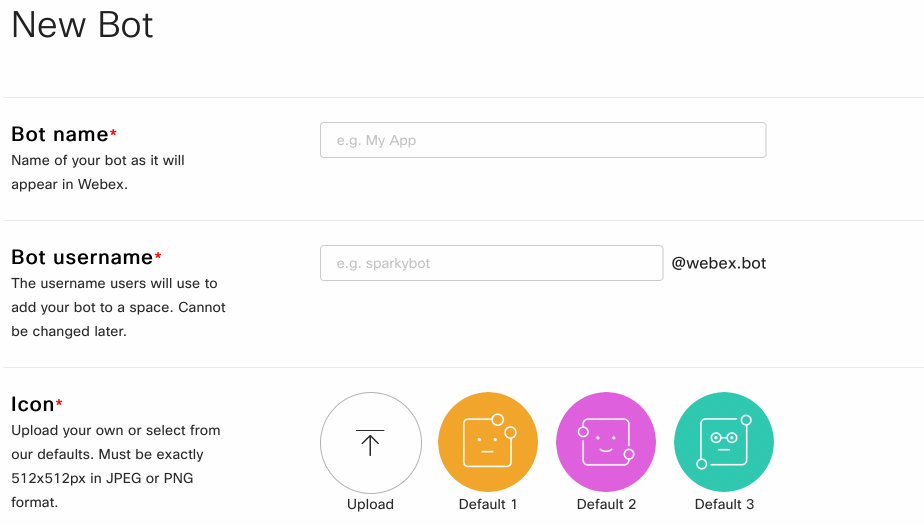 New Bot
Bot name*
Name of your bot as it will
appear in Webex.
e.g. My App
Bot username*
The username users will use to
add your bot to a space. Cannot
be changed later.
e.g. sparkybot
@webex.bot
Icon*
Upload your own or select from
our defaults. Must be exactly
512x512px in JPEG or PNG
format.
Upload
Default 1
Default 2
Default 3